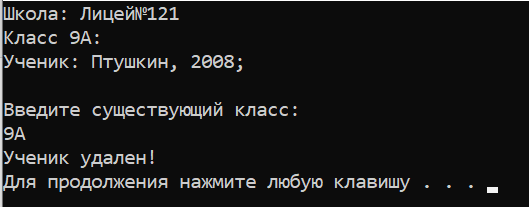 Школа: Лицей№121
Класс 9А:
Ученик: Птушкин, 2008;
Введите существующий класс:
9А
Ученик удален!
Для продолжения нажмите любую клавишу . . .